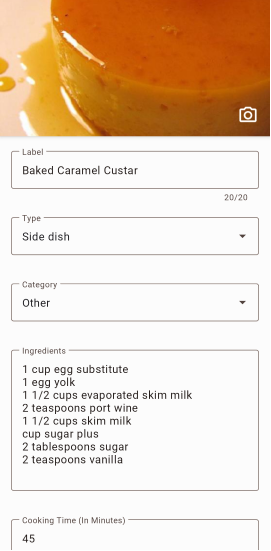 Label
Baked Caramel Custar
20/20
Type
Side dish
Category
Other
Ingredients
1 cup egg substitute
1 egg yolk
1 1/2 cups evaporated skim milk
2 teaspoons port wine
1 1/2 cups skim milk
cup sugar plus
2 tablespoons sugar
2 teaspoons vanilla
Cooking Time (In Minutes)
45